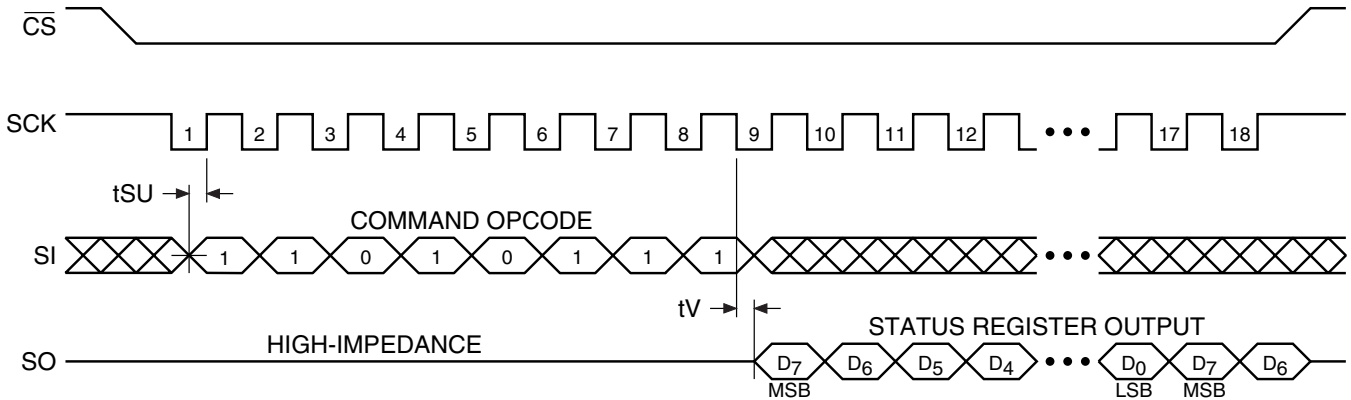 CS
SCK 1 2 3 4 5 6 7 8 9 10 11 12 ••• 17 18
tSU
COMMAND OPCODE
SI 1 1 0 1 0 1 1 1 •••
tV
STATUS REGISTER OUTPUT
HIGH-IMPEDANCE
SO D7 D6 D5 D4 ••• D0 D7 D6
MSB LSB MSB